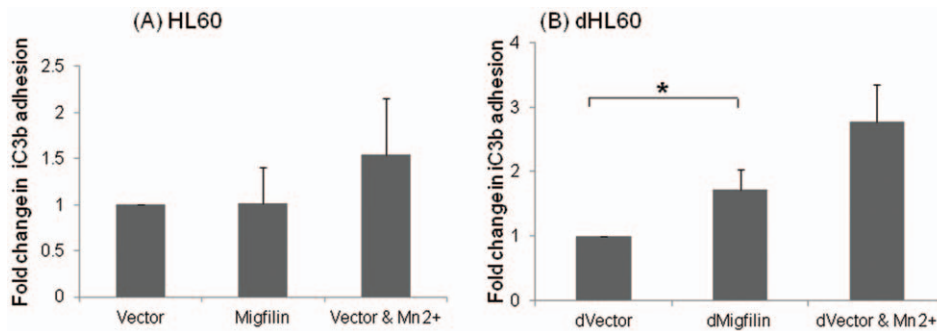 (A) HL60
Fold change in iC3b adhesion
2.5
2
1.5
1
0.5
0
Vector Migfilin Vector & Mn2+
(B) dHL60
Fold change in iC3b adhesion
4
3
2
1
0
*
dVector dMigfilin dVector & Mn2+